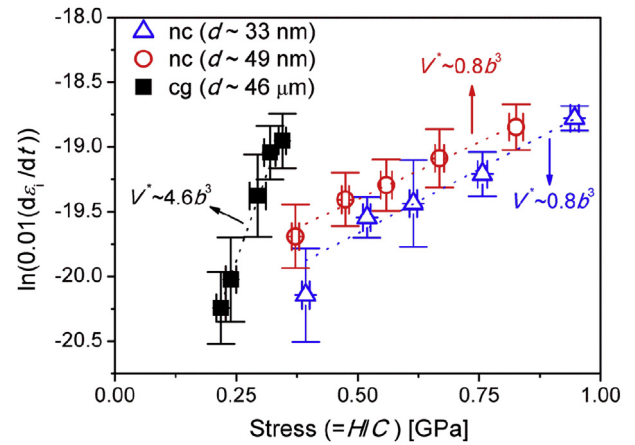 -18.0
-18.5
-19.0
-19.5
-20.0
-20.5
ln(0.01(dε_i/dt))
nc (d ~ 33 nm)
nc (d ~ 49 nm)
cg (d ~ 46 μm)
V*~0.8b³
V*~4.6b³
V*~0.8b³
0.00 0.25 0.50 0.75 1.00
Stress (=H/C) [GPa]